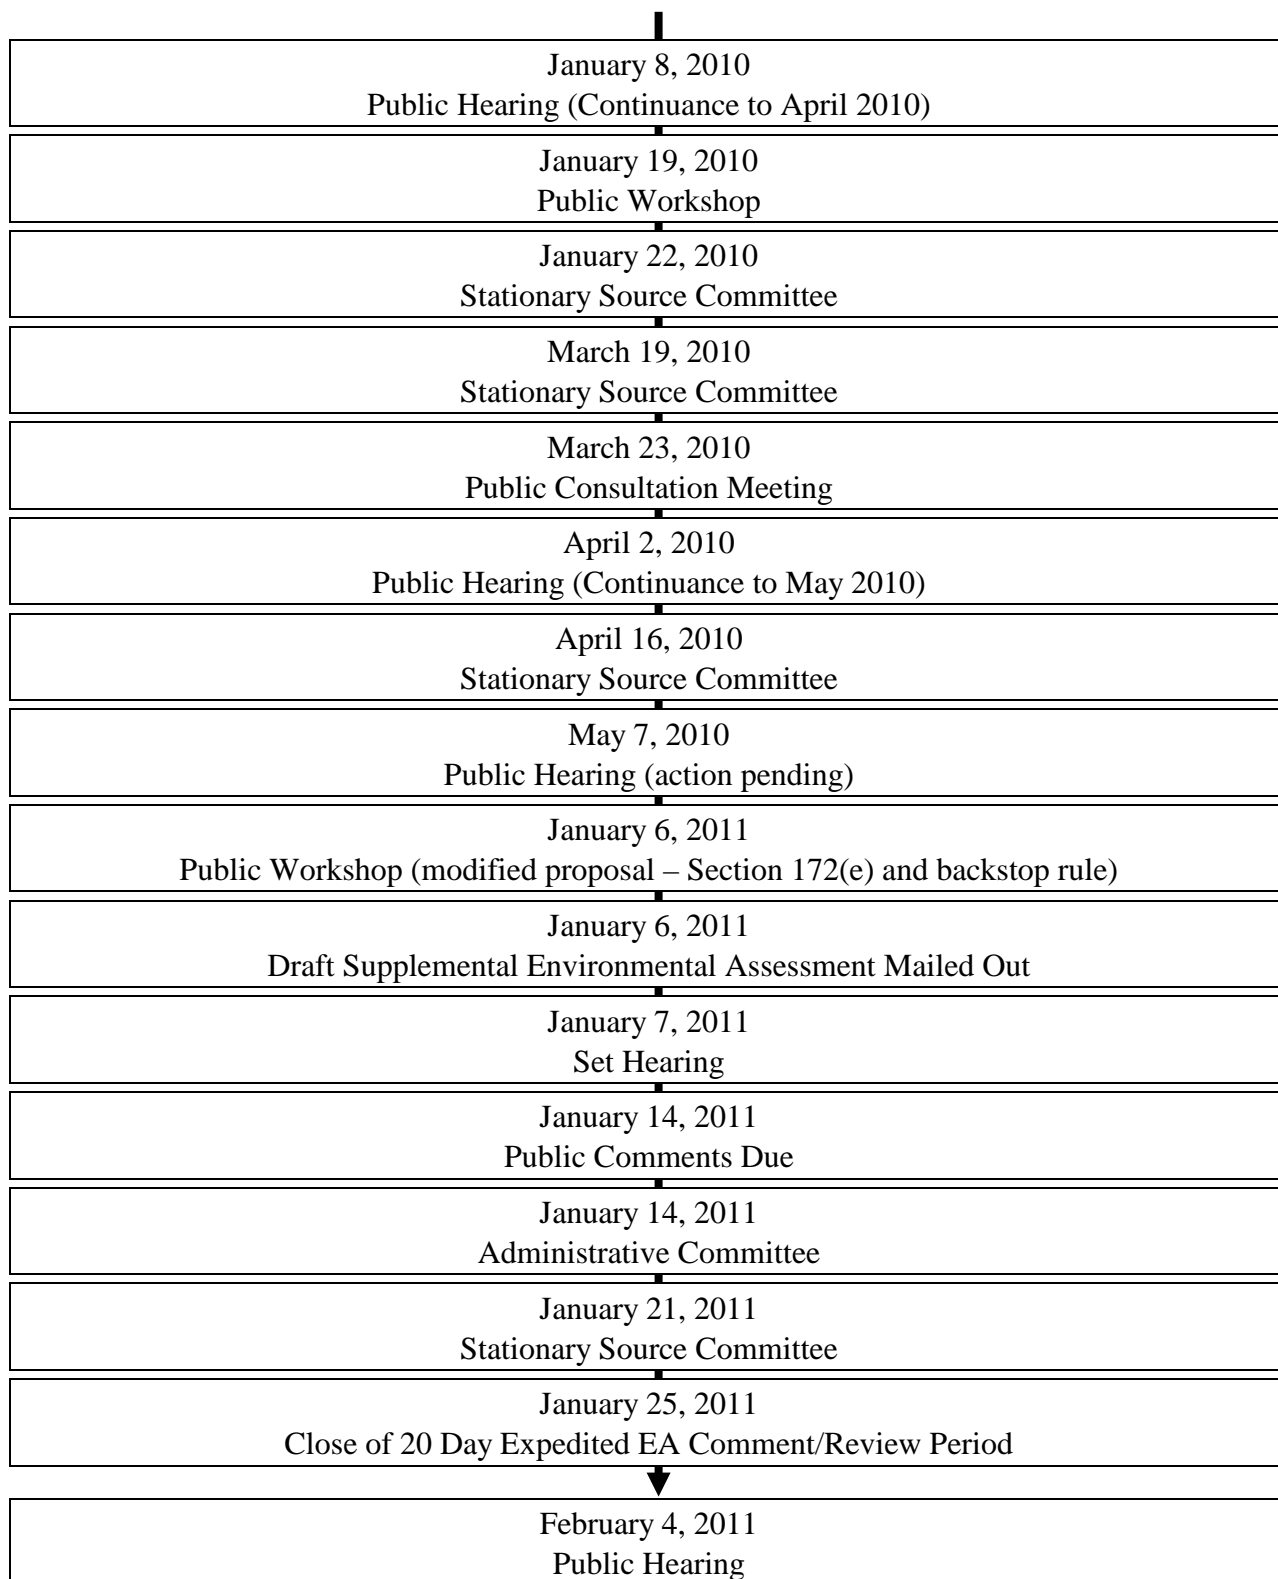 January 8, 2010
Public Hearing (Continuance to April 2010)
January 19, 2010
Public Workshop
January 22, 2010
Stationary Source Committee
March 19, 2010
Stationary Source Committee
March 23, 2010
Public Consultation Meeting
April 2, 2010
Public Hearing (Continuance to May 2010)
April 16, 2010
Stationary Source Committee
May 7, 2010
Public Hearing (action pending)
January 6, 2011
Public Workshop (modified proposal – Section 172(e) and backstop rule)
January 6, 2011
Draft Supplemental Environmental Assessment Mailed Out
January 7, 2011
Set Hearing
January 14, 2011
Public Comments Due
January 14, 2011
Administrative Committee
January 21, 2011
Stationary Source Committee
January 25, 2011
Close of 20 Day Expedited EA Comment/Review Period
February 4, 2011
Public Hearing